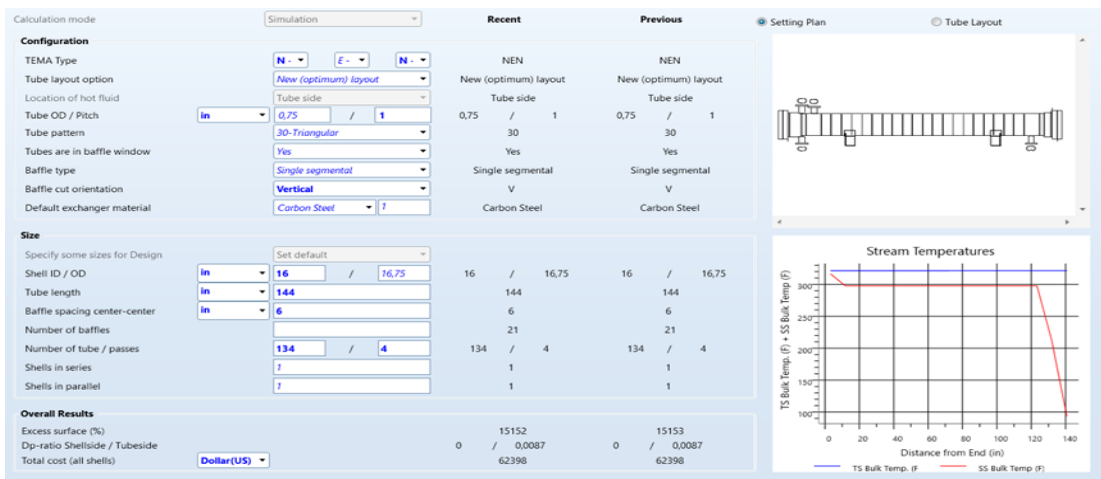 Calculation mode Simulation Recent Previous Setting Plan Tube Layout
Configuration
TEMA Type N - E - N - NEN NEN
Tube layout option New (optimum) layout New (optimum) layout New (optimum) layout
Location of hot fluid Tube side Tube side Tube side
Tube OD / Pitch in 0,75 / 1 0,75 / 1 0,75 / 1
Tube pattern 30-Triangular 30 30
Tubes are in baffle window Yes Yes Yes
Baffle type Single segmental Single segmental Single segmental
Baffle cut orientation Vertical V V
Default exchanger material Carbon Steel 1 Carbon Steel Carbon Steel
Size
Specify some sizes for Design Set default
Shell ID / OD in 16 / 16,75 16 / 16,75 16 / 16,75
Tube length in 144 144 144
Baffle spacing center-center in 6 6 6
Number of baffles 21 21
Number of tube / passes 134 / 4 134 / 4 134 / 4
Shells in series 1 1 1
Shells in parallel 1 1 1
Overall Results
Excess surface (%) 15152 15153
Dp-ratio Shellside / Tubeside 0 / 0,0087 0 / 0,0087
Total cost (all shells) Dollar(US) 62398 62398
Stream Temperatures
TS Bulk Temp. (F) + SS Bulk Temp (F)
300
250
200
150
100
0 20 40 60 80 100 120 140
Distance from End (in)
TS Bulk Temp. (F SS Bulk Temp (F)